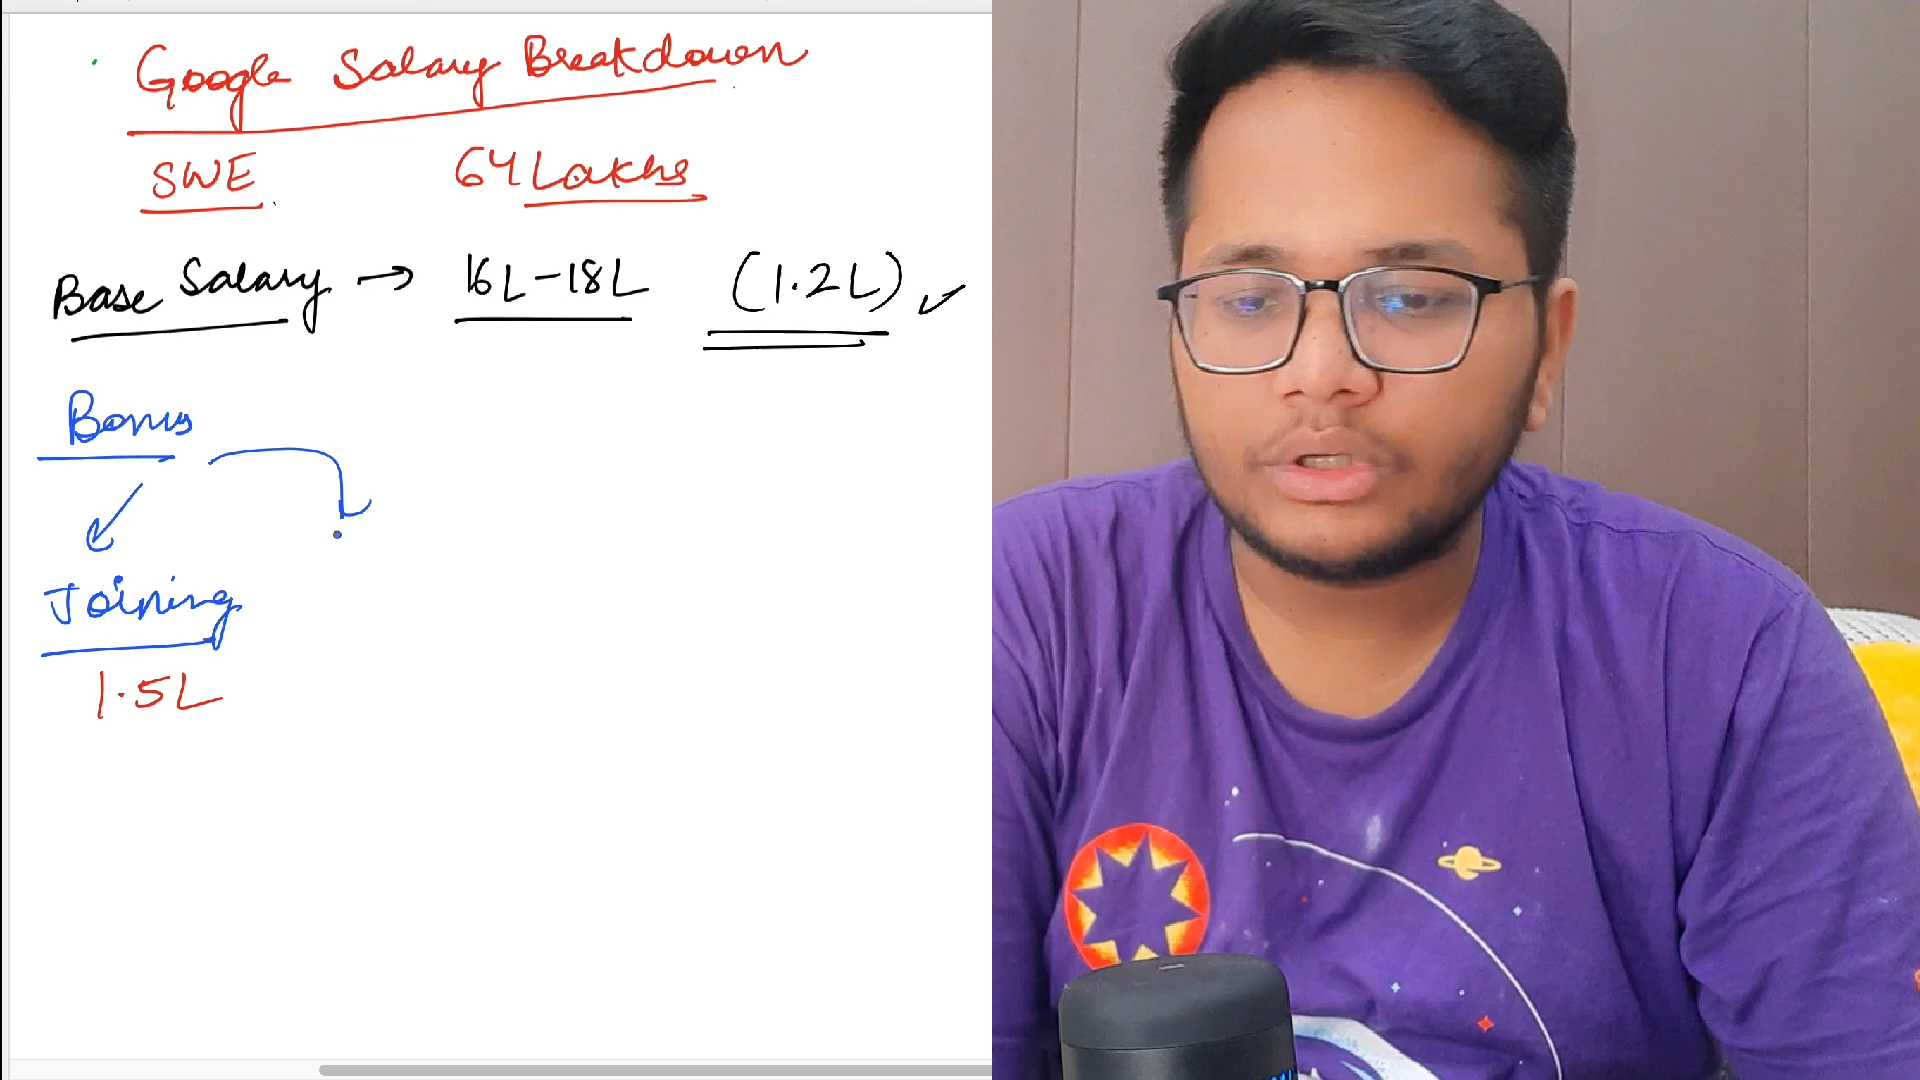 Google Salary Breakdown
SWE 64 Lakhs
Base Salary → 16L-18L (1.2L) ✓
Bonus
Joining
1.5L